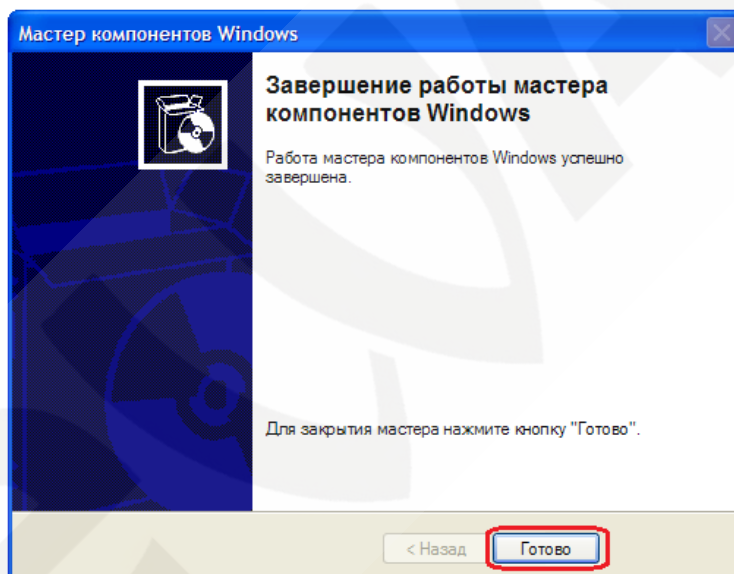 Мастер компонентов Windows
Завершение работы мастера
компонентов Windows
Работа мастера компонентов Windows успешно
завершена.
Для закрытия мастера нажмите кнопку "Готово".
< Назад
Готово